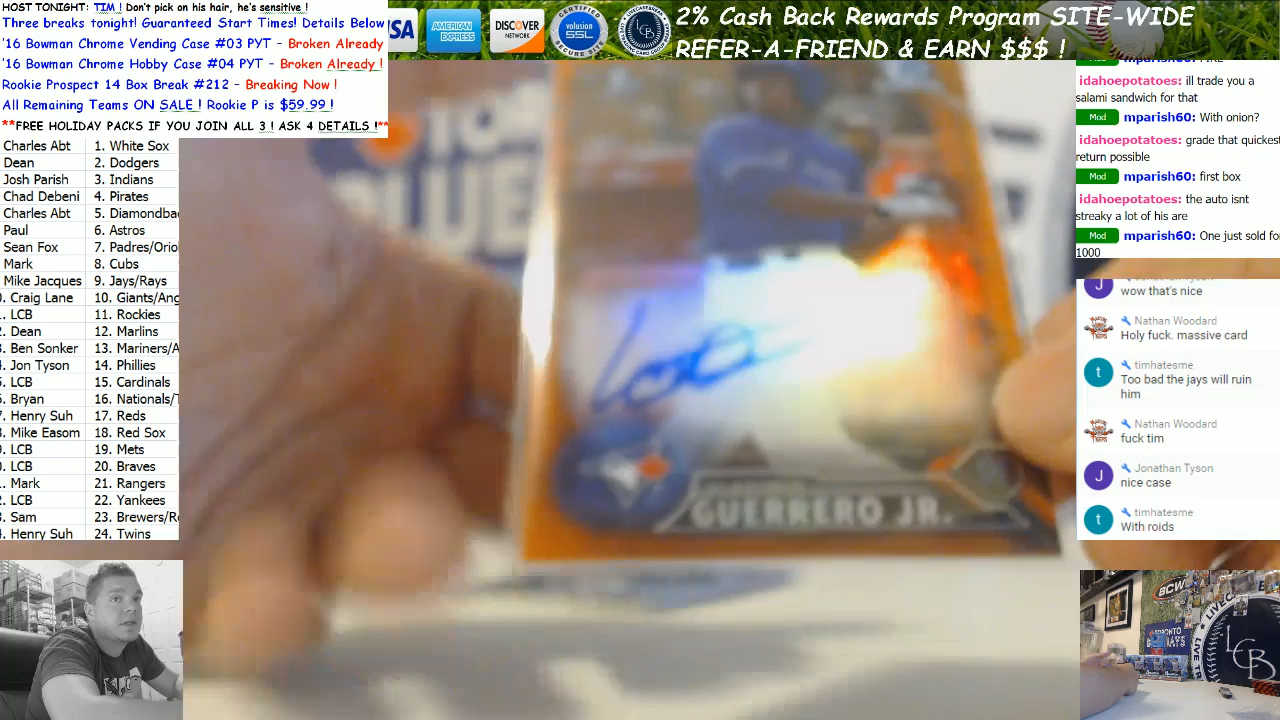 HOST TONIGHT: TIM ! Don't pick on his hair, he's sensitive !
Three breaks tonight! Guaranteed Start Times! Details Below
'16 Bowman Chrome Vending Case #03 PYT - Broken Already
'16 Bowman Chrome Hobby Case #04 PYT - Broken Already !
Rookie Prospect 14 Box Break #212 - Breaking Now !
All Remaining Teams ON SALE ! Rookie P is $59.99 !
**FREE HOLIDAY PACKS IF YOU JOIN ALL 3 ! ASK 4 DETAILS !**
VISA AMERICAN EXPRESS DISCOVER NETWORK VERIFIED volusion SSL SECURE SITE
2% Cash Back Rewards Program SITE-WIDE
REFER-A-FRIEND & EARN $$$ !
Charles Abt 1. White Sox
Dean 2. Dodgers
Josh Parish 3. Indians
Chad Debeni 4. Pirates
Charles Abt 5. Diamondba
Paul 6. Astros
Sean Fox 7. Padres/Orio
Mark 8. Cubs
Mike Jacques 9. Jays/Rays
. Craig Lane 10. Giants/Ang
. LCB 11. Rockies
. Dean 12. Marlins
Ben Sonker 13. Mariners/A
. Jon Tyson 14. Phillies
. LCB 15. Cardinals
. Bryan 16. Nationals/T
. Henry Suh 17. Reds
Mike Easom 18. Red Sox
. LCB 19. Mets
. LCB 20. Braves
. Mark 21. Rangers
. LCB 22. Yankees
. Sam 23. Brewers/R
. Henry Suh 24. Twins
idahoepotatoes: ill trade you a
salami sandwich for that
Mod mparish60: With onion?
idahoepotatoes: grade that quickes
return possible
Mod mparish60: first box
idahoepotatoes: the auto isnt
streaky a lot of his are
Mod mparish60: One just sold fo
1000
wow that's nice
Nathan Woodard
Holy fuck. massive card
t timhatesme
Too bad the jays will ruin
him
Nathan Woodard
fuck tim
J Jonathan Tyson
nice case
t timhatesme
With roids
GUERRERO JR.
BCW
LCB